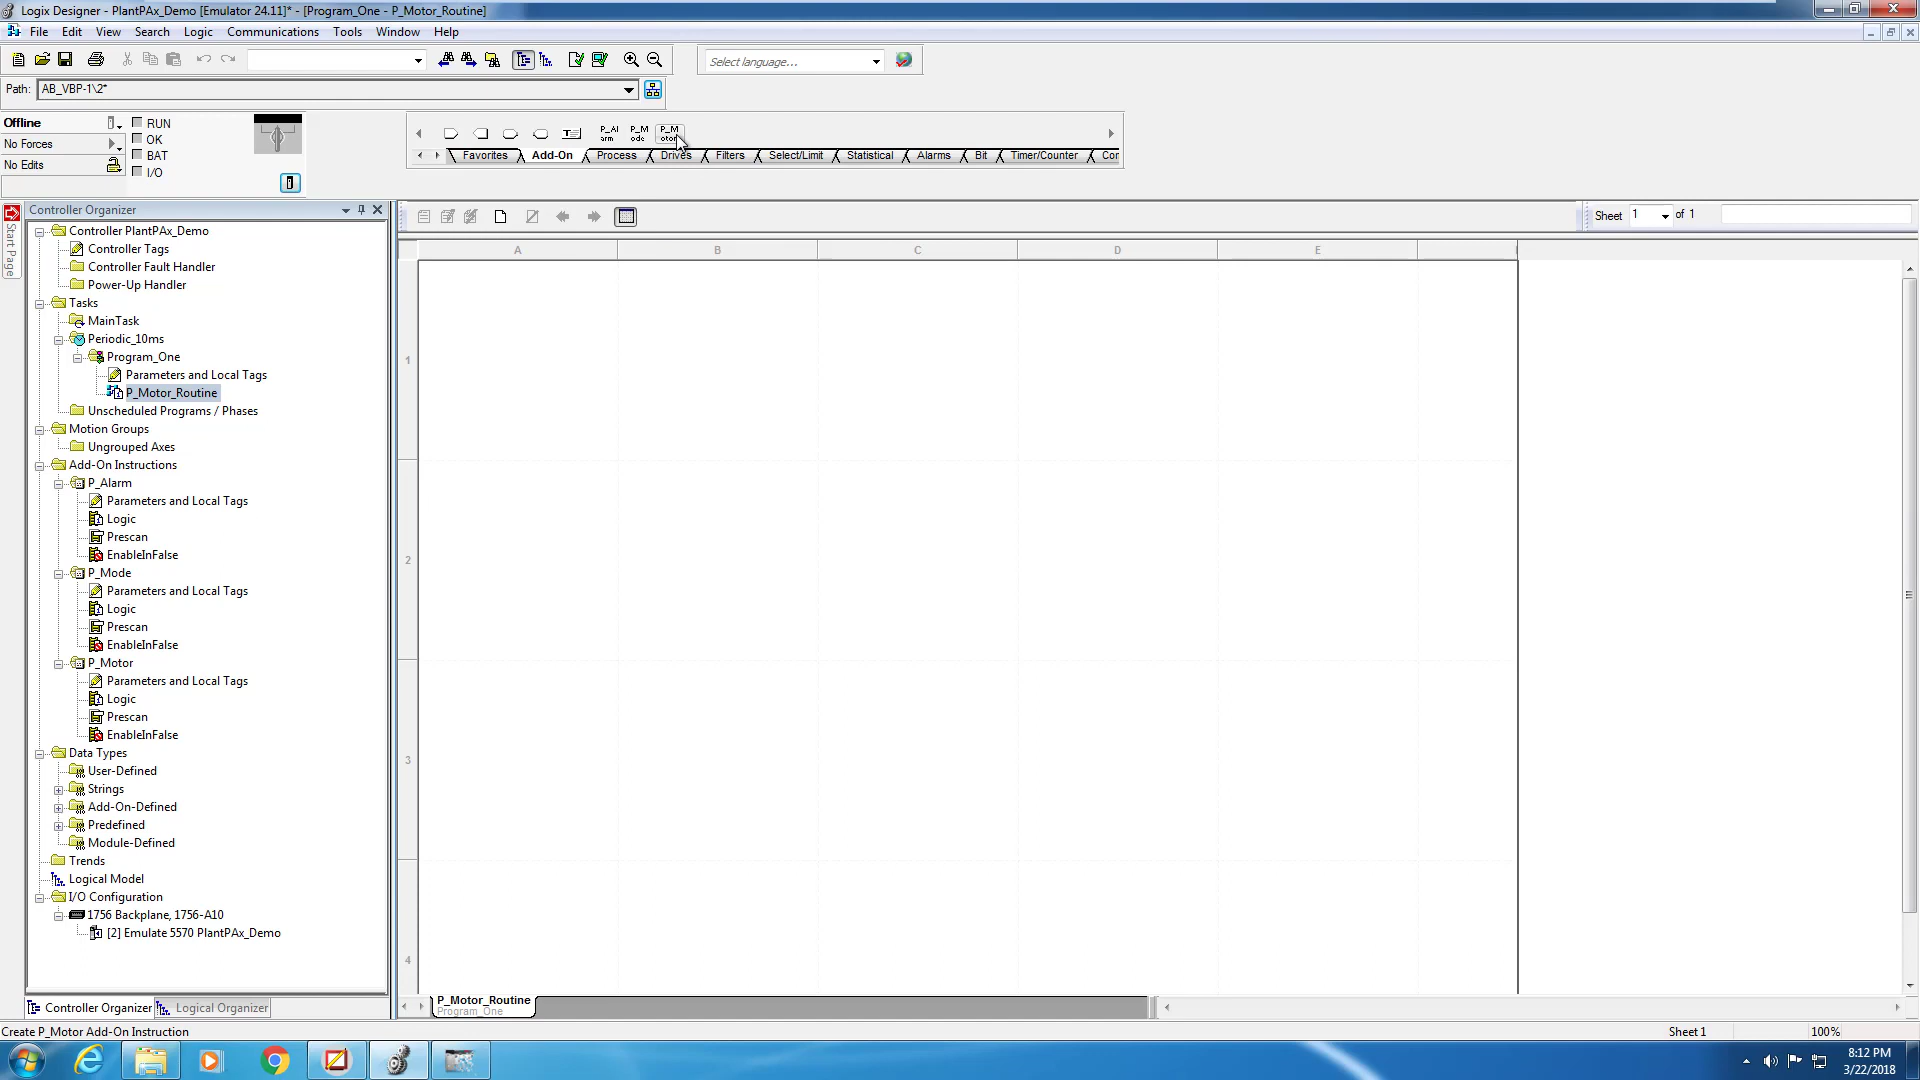 Logix Designer - PlantPAx_Demo [Emulator 24.11]* - [Program_One - P_Motor_Routine]
File Edit View Search Logic Communications Tools Window Help
Select language...
Path: AB_VBP-1\2*
Offline RUN
No Forces OK
No Edits BAT
I/O
P_Al
arm
P_M
ode
P_M
otor
Favorites Add-On Process Drives Filters Select/Limit Statistical Alarms Bit Timer/Counter Cor
Start Page
Controller Organizer
Sheet 1 of 1
A B C D E
1
2
3
4
Controller PlantPAx_Demo
Controller Tags
Controller Fault Handler
Power-Up Handler
Tasks
MainTask
Periodic_10ms
Program_One
Parameters and Local Tags
P_Motor_Routine
Unscheduled Programs / Phases
Motion Groups
Ungrouped Axes
Add-On Instructions
P_Alarm
Parameters and Local Tags
Logic
Prescan
EnableInFalse
P_Mode
Parameters and Local Tags
Logic
Prescan
EnableInFalse
P_Motor
Parameters and Local Tags
Logic
Prescan
EnableInFalse
Data Types
User-Defined
Strings
Add-On-Defined
Predefined
Module-Defined
Trends
Logical Model
I/O Configuration
1756 Backplane, 1756-A10
[2] Emulate 5570 PlantPAx_Demo
Controller Organizer Logical Organizer
P_Motor_Routine
Program_One
Create P_Motor Add-On Instruction Sheet 1 100%
8:12 PM
3/22/2018